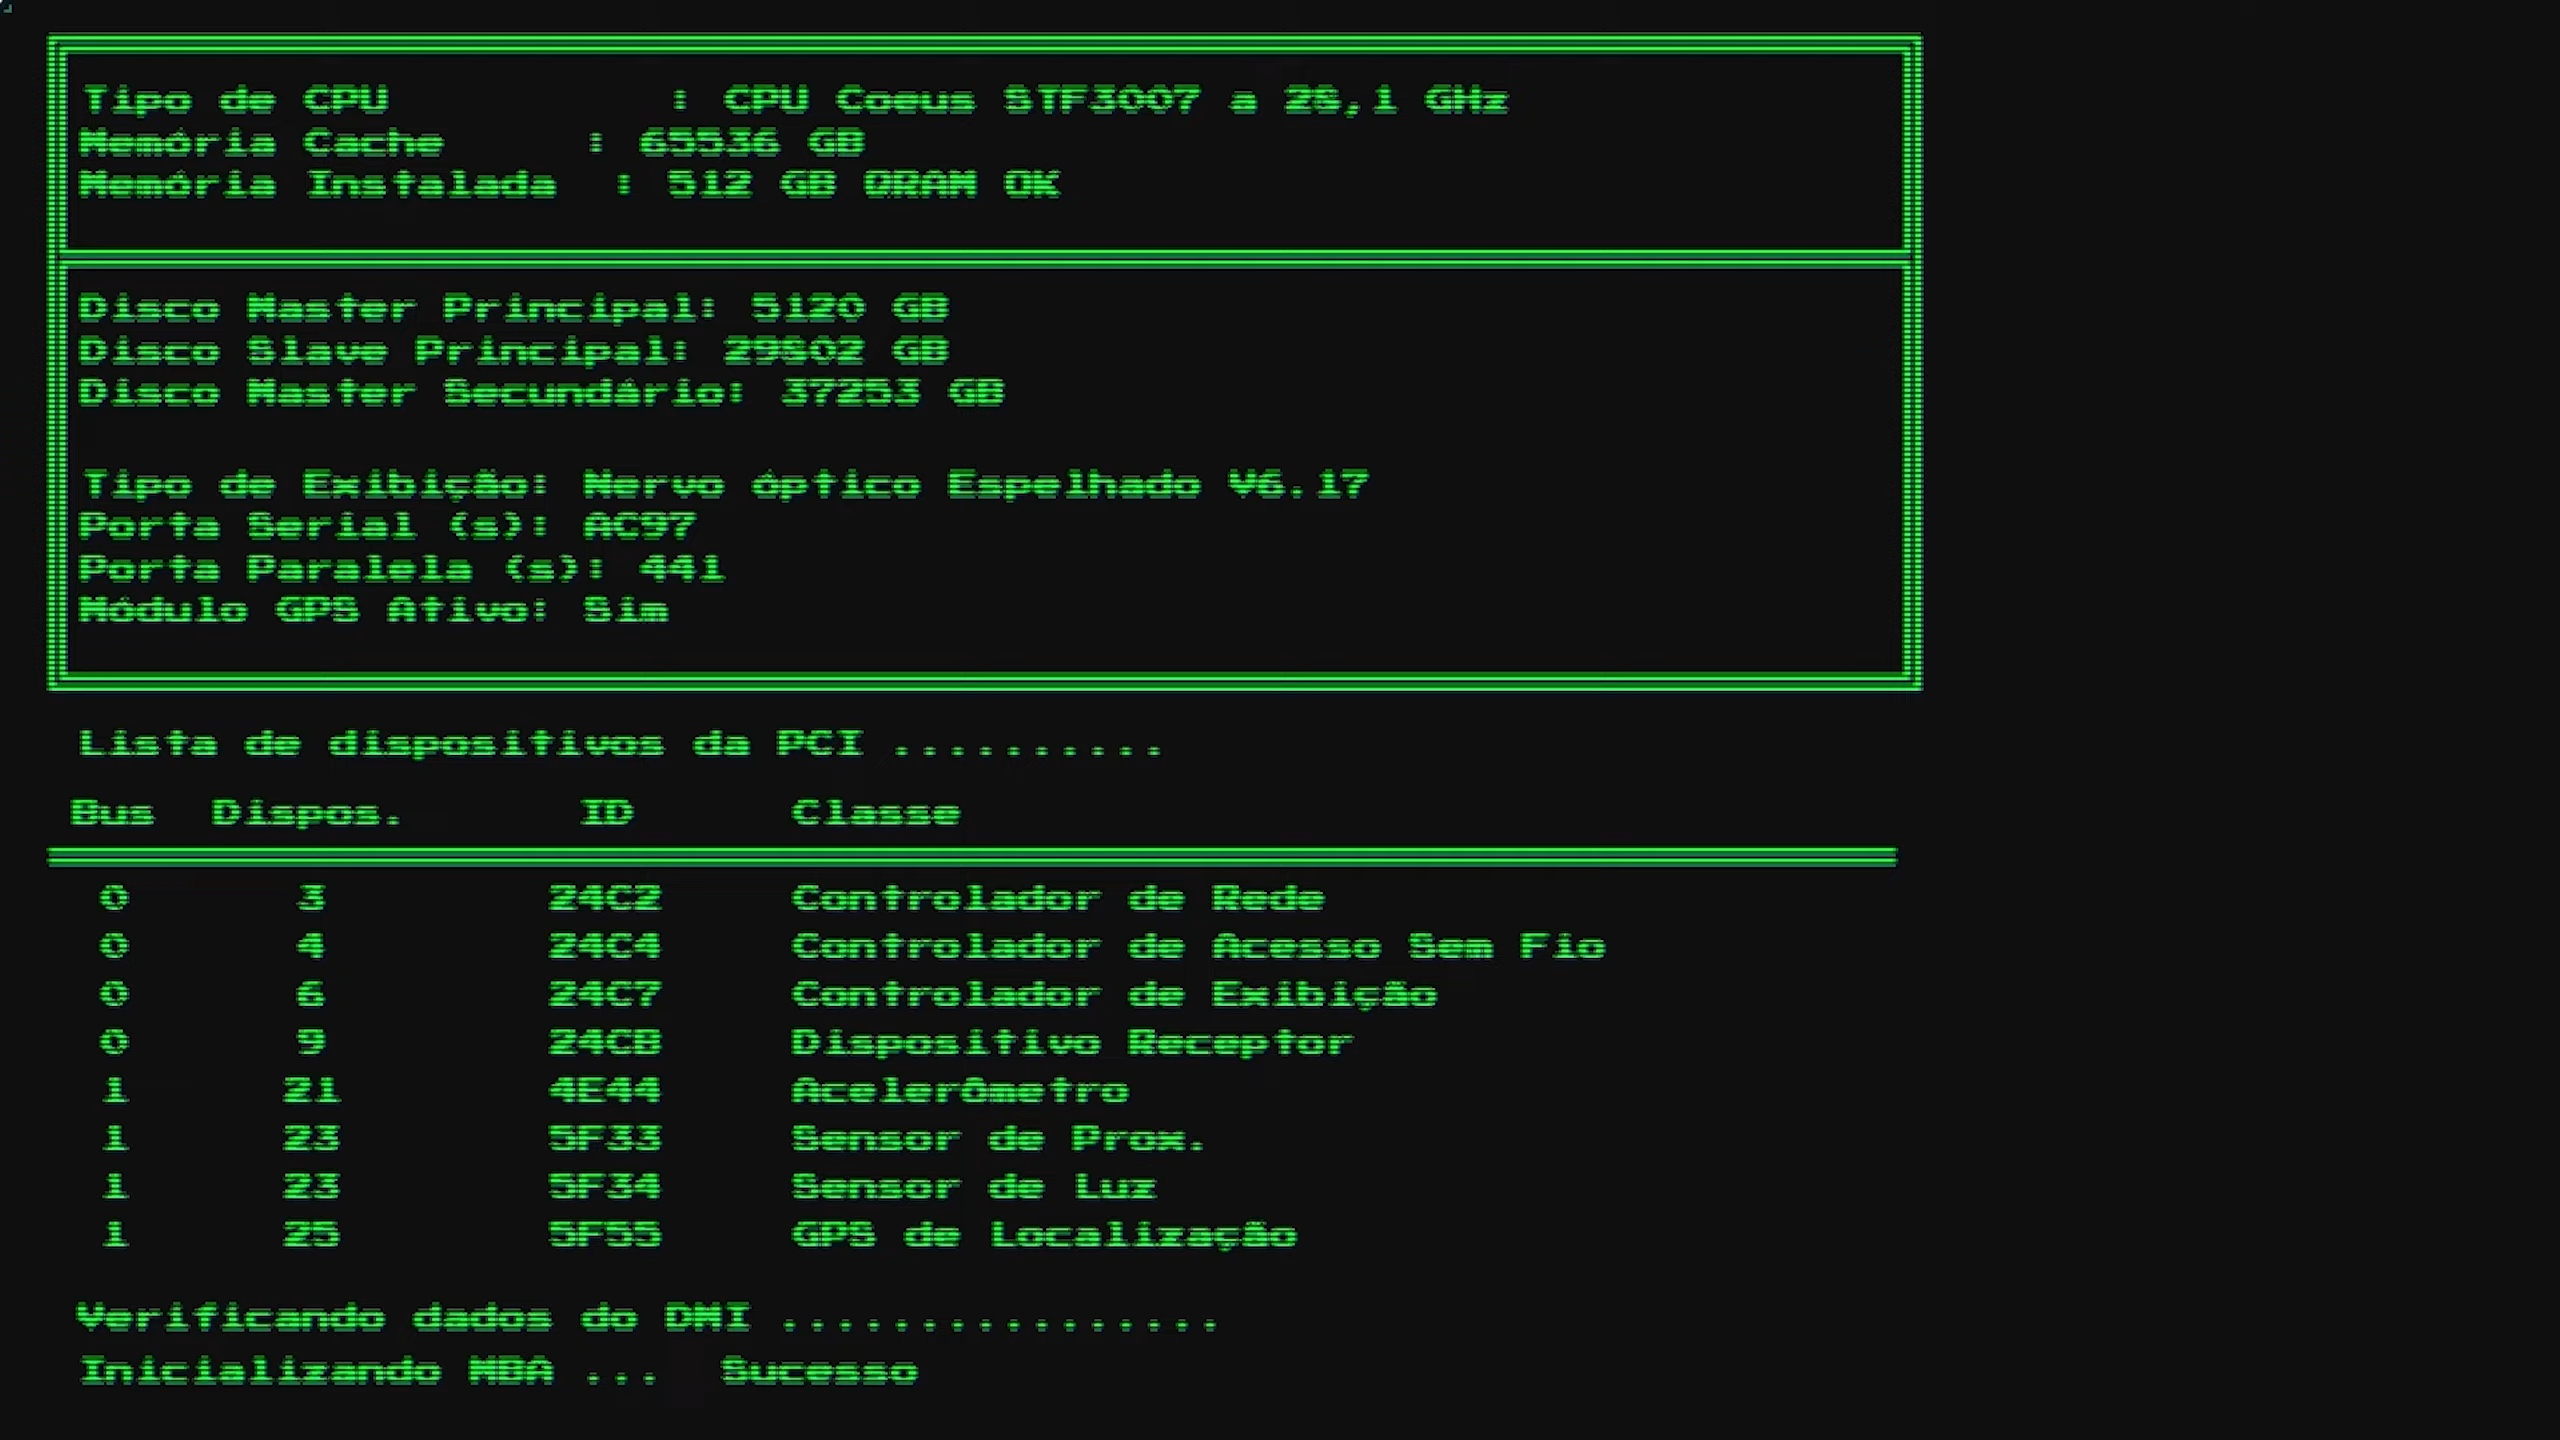 Tipo de CPU : CPU Coeus STF3007 a 28,1 GHz
Memória Cache : 65536 GB
Memória Instalada : 512 GB QRAM OK
Disco Master Principal: 5120 GB
Disco Slave Principal: 29802 GB
Disco Master Secundário: 37253 GB
Tipo de Exibição: Nervo óptico Espelhado V6.17
Porta Serial (s): AC97
Porta Paralela (s): 441
Módulo GPS Ativo: Sim
Lista de dispositivos da PCI ..........
Bus Dispos. ID Classe
0 3 24C2 Controlador de Rede
0 4 24C4 Controlador de Acesso Sem Fio
0 6 24C7 Controlador de Exibição
0 9 24CB Dispositivo Receptor
1 21 4E44 Acelerômetro
1 23 5F33 Sensor de Prox.
1 23 5F34 Sensor de Luz
1 25 5F55 GPS de Localização
Verificando dados do DMI ................
Inicializando MBA ... Sucesso